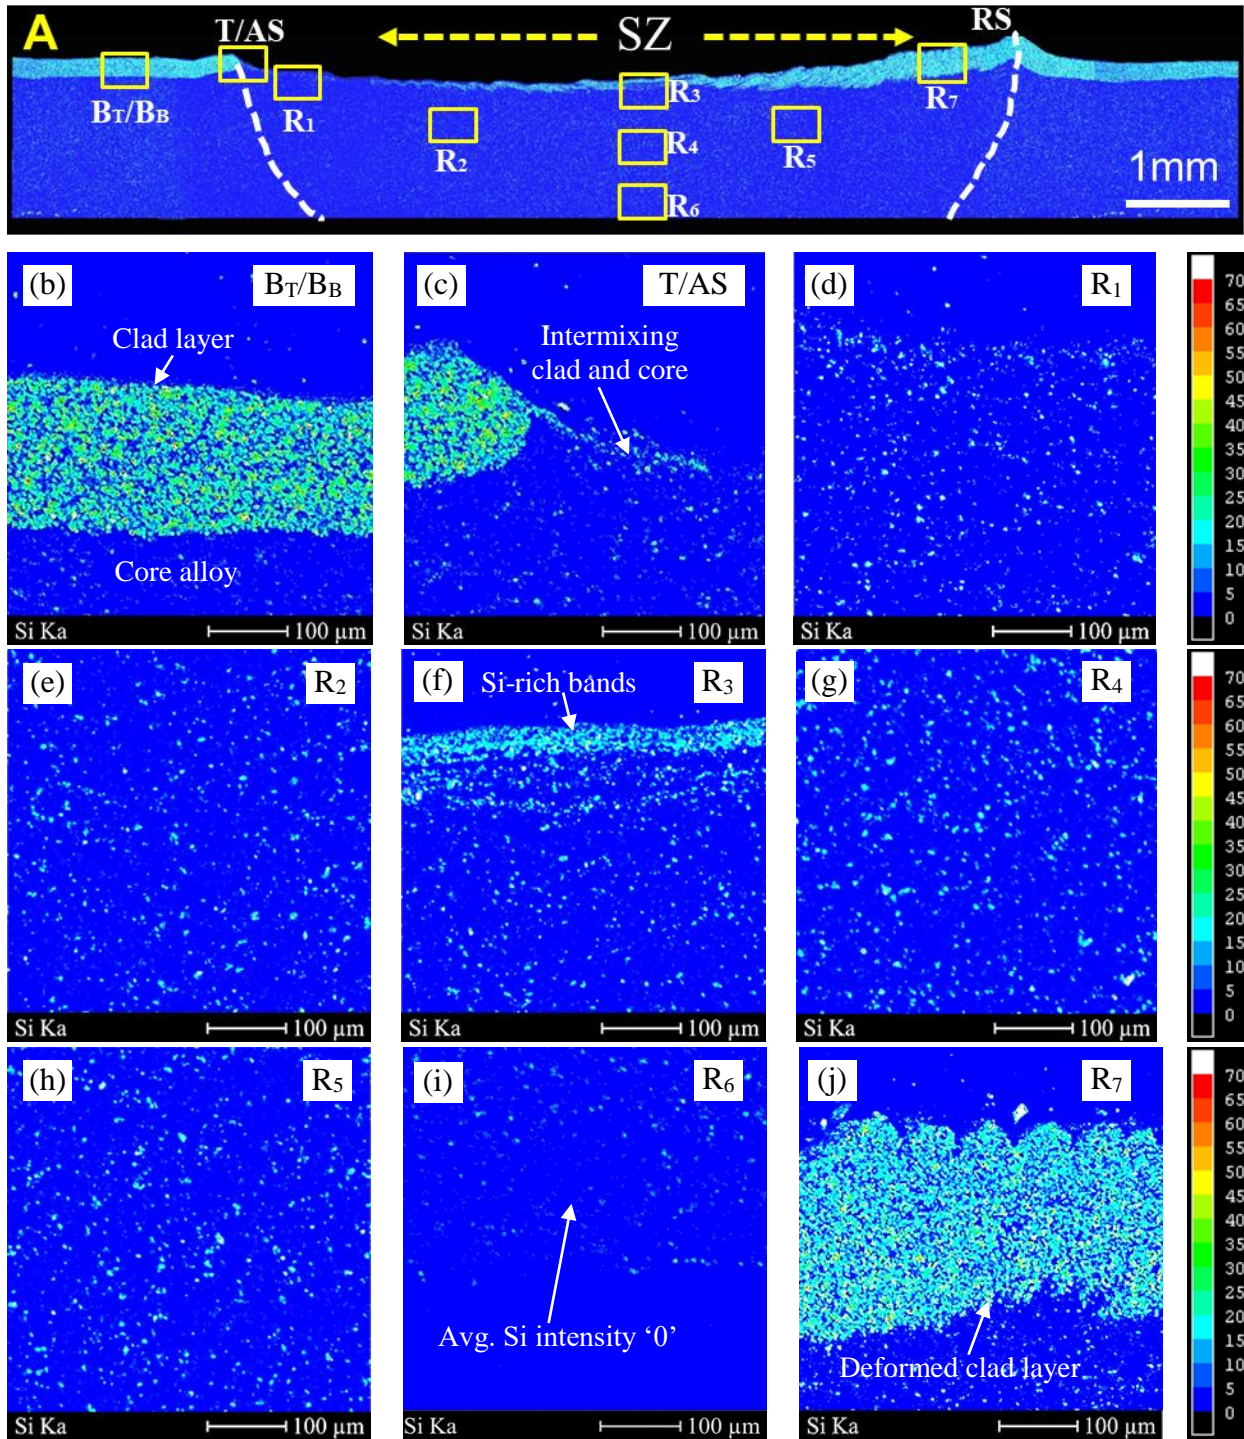 A
T/AS
SZ
RS
BT/BB
R1
R2
R3
R4
R5
R6
R7
1mm
(b)
BT/BB
Clad layer
Core alloy
Si Ka
100 µm
(c)
T/AS
Intermixing
clad and core
Si Ka
100 µm
(d)
R1
Si Ka
100 µm
70
65
60
55
50
45
40
35
30
25
20
15
10
5
0
(e)
R2
Si Ka
100 µm
(f)
Si-rich bands
R3
Si Ka
100 µm
(g)
R4
Si Ka
100 µm
70
65
60
55
50
45
40
35
30
25
20
15
10
5
0
(h)
R5
Si Ka
100 µm
(i)
R6
Avg. Si intensity ‘0’
Si Ka
100 µm
(j)
R7
Deformed clad layer
Si Ka
100 µm
70
65
60
55
50
45
40
35
30
25
20
15
10
5
0